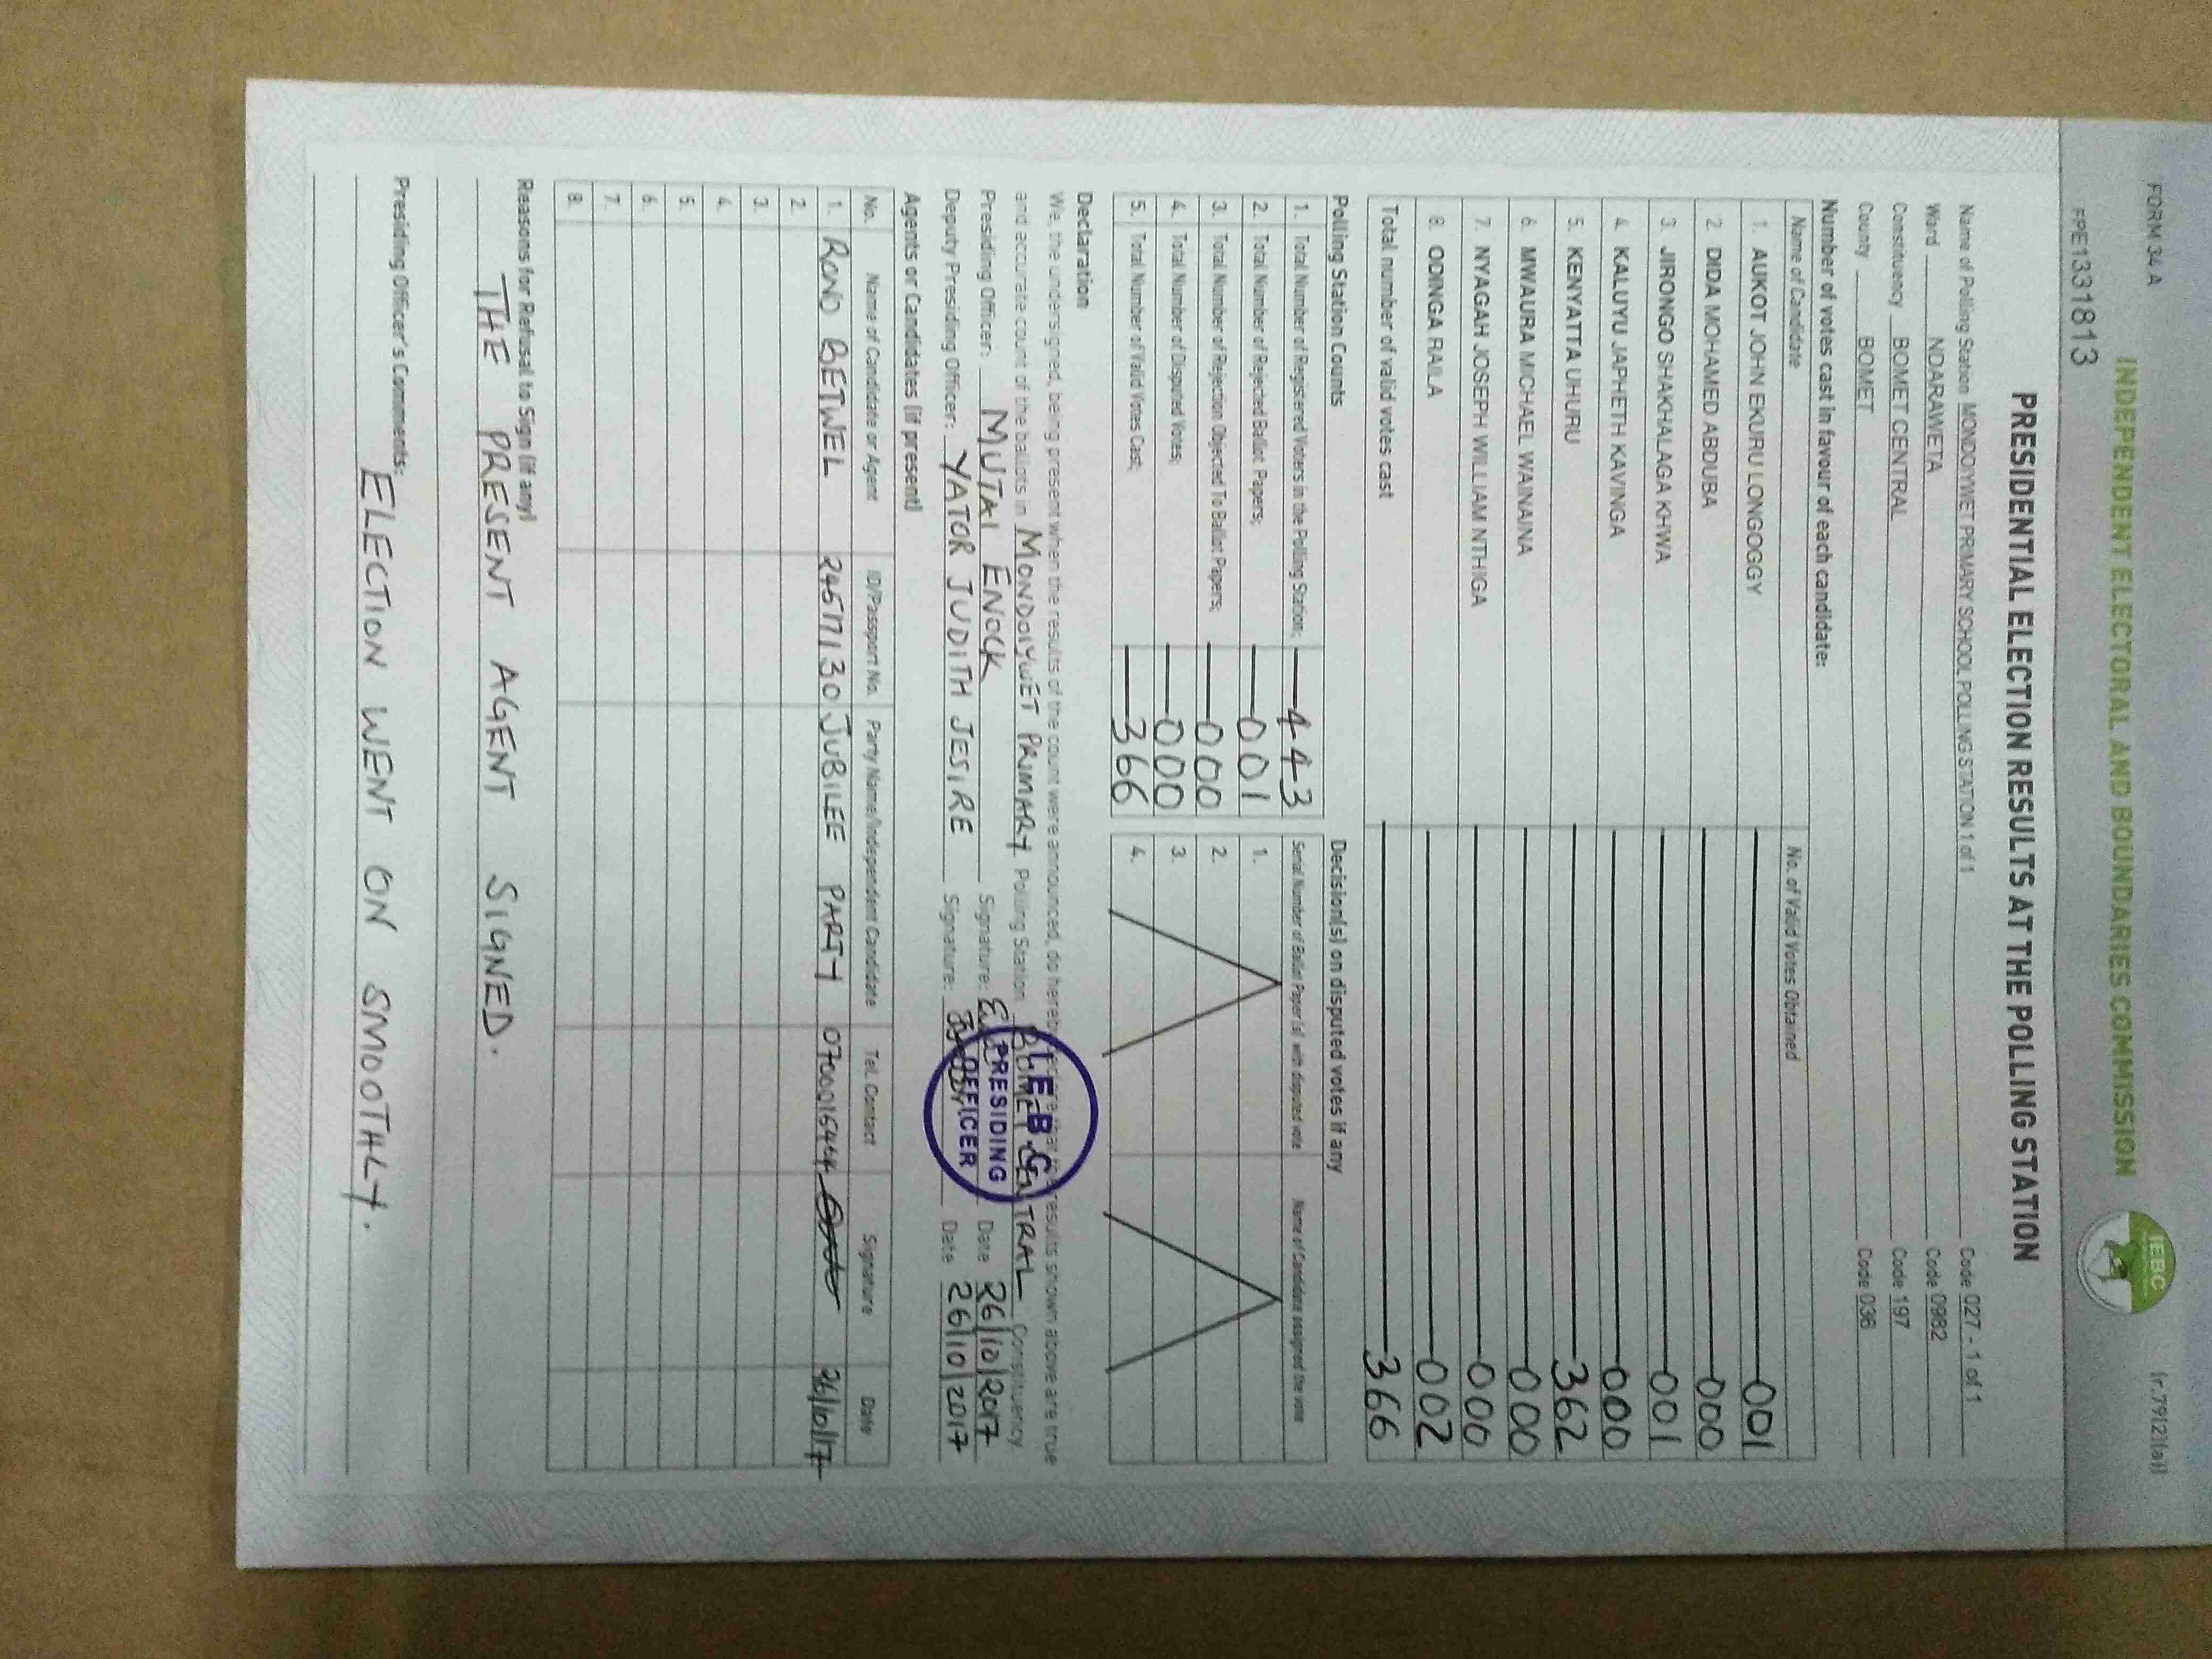 FORM 34 A
fr.7912)1a)1
INDEPENDENT ELECTORAL AND BOUNDARIES COMMISSION
IEBC
PPE1331813
PRESIDENTIAL ELECTION RESULTS AT THE POLLING STATION
Name of Polling Station MONDOIYWET PRIMARY SCHOOL POLLING STATION 1 of 1 Code 027 - 1 of 1
Ward NDARAWETA Code 0982
Constituency BOMET CENTRAL Code 197
County BOMET Code 036
Number of votes cast in favour of each candidate:
Name of Candidate No. of Valid Votes Obtained
1. AUKOT JOHN EKURU LONGOGGY 001
2. DIDA MOHAMED ABDUBA 000
3. JIRONGO SHAKHALAGA KHWA 001
4. KALUYU JAPHETH KAVINGA 000
5. KENYATTA UHURU 362
6. MWAURA MICHAEL WAINAINA 000
7. NYAGAH JOSEPH WILLIAM NTHIGA 000
8. ODINGA RAILA 002
Total number of valid votes cast 366
Polling Station Counts
1. Total Number of Registered Voters in the Polling Station; 443
2. Total Number of Rejected Ballot Papers; 001
3. Total Number of Rejection Objected To Ballot Papers; 000
4. Total Number of Disputed Votes; 000
5. Total Number of Valid Votes Cast; 366
Decision(s) on disputed votes if any
Serial Number of Ballot Paper(s) with disputed vote Name of Candidate assigned the vote
1.
2.
3.
4.
Declaration
We, the undersigned, being present when the results of the count were announced, do hereby results shown above are true
and accurate count of the ballots in MONDOIYWET PRIMARY Polling Station BOMET CENTRAL Constituency.
Presiding Officer: MUTAI ENOCK Signature: Date 26/10/2017
Deputy Presiding Officer: YATOR JUDITH JESIRE Signature: Date 26/10/2017
I.E.B.C
PRESIDING
OFFICER
Agents or Candidates (if present)
No. Name of Candidate or Agent ID/Passport No. Party Name/Independent Candidate Tel. Contact Signature Date
1. RONO BETWEL JUBILEE PARTY 26/10/17
2.
3.
4.
5.
6.
7.
8.
Reasons for Refusal to Sign (if any)
THE PRESENT AGENT SIGNED.
Presiding Officer's Comments:
ELECTION WENT ON SMOOTHLY.